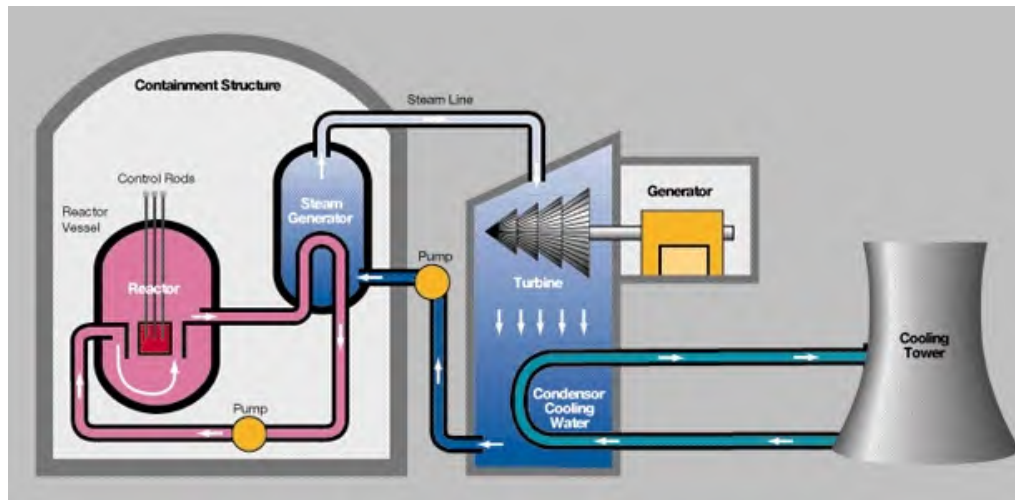 Containment Structure
Steam Line
Control Rods
Reactor
Vessel
Steam
Generator
Generator
Pump
Reactor
Turbine
Cooling
Tower
Condensor
Cooling
Water
Pump